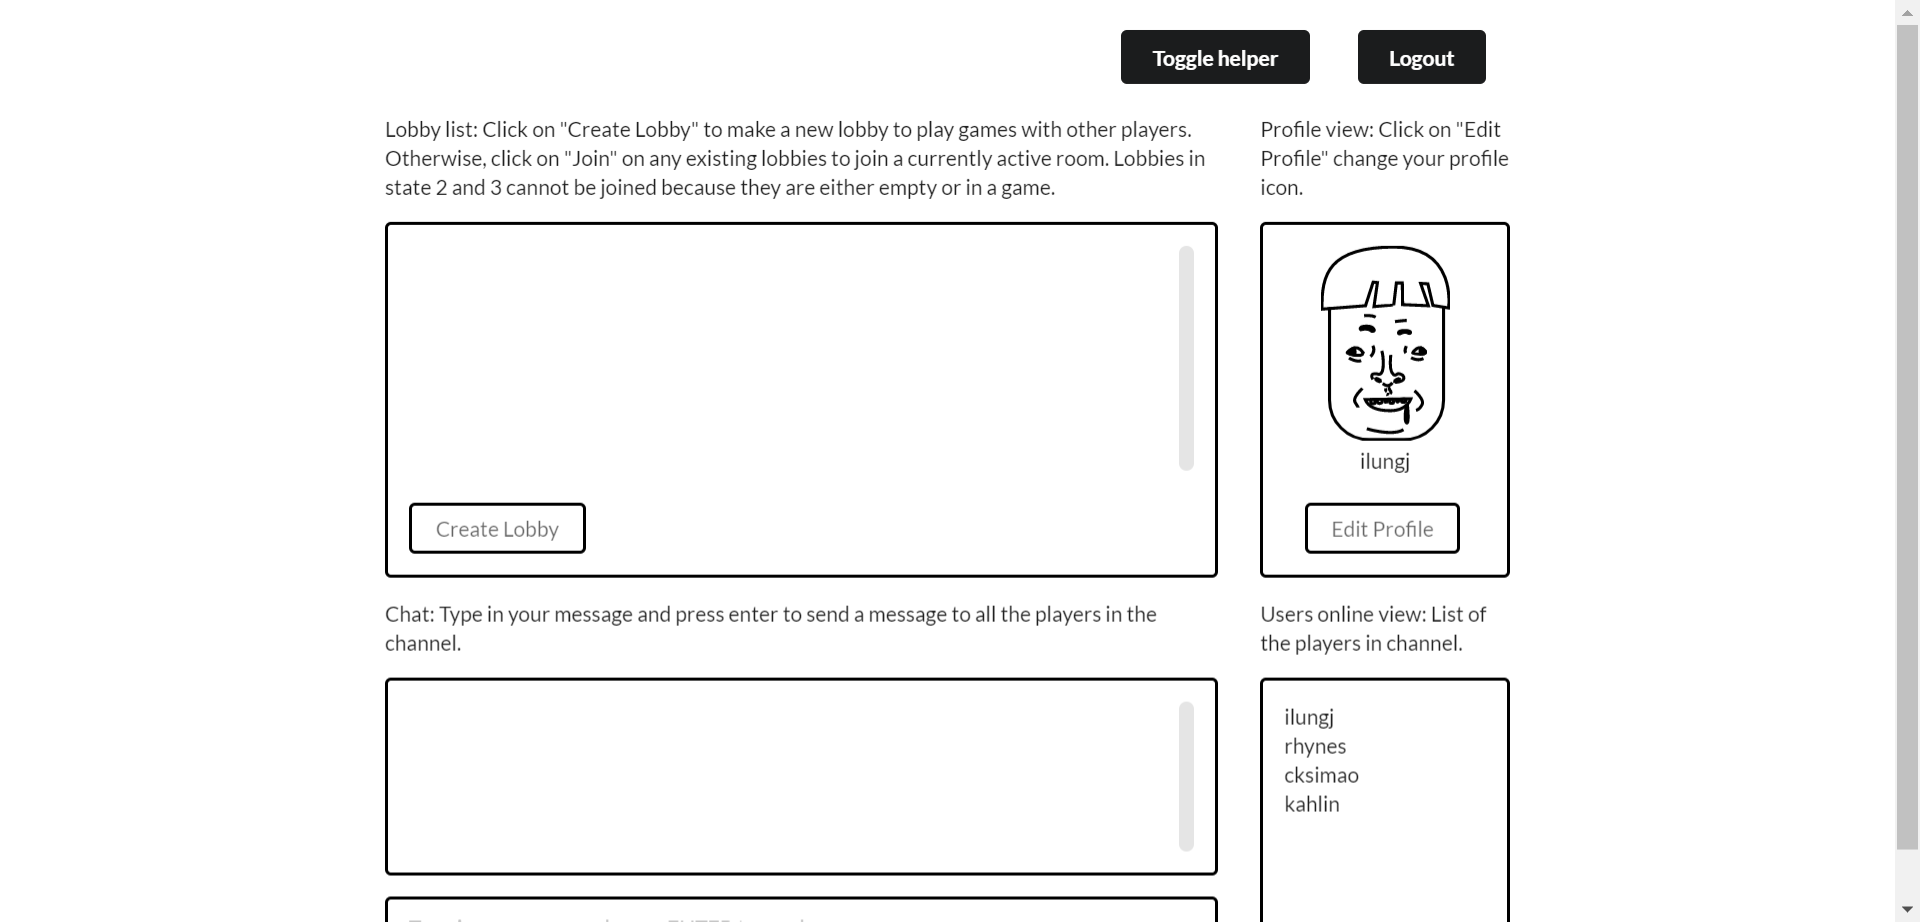 Toggle helper
Logout
Lobby list: Click on "Create Lobby" to make a new lobby to play games with other players.
Otherwise, click on "Join" on any existing lobbies to join a currently active room. Lobbies in
state 2 and 3 cannot be joined because they are either empty or in a game.
Profile view: Click on "Edit
Profile" change your profile
icon.
ilungj
Create Lobby
Edit Profile
Chat: Type in your message and press enter to send a message to all the players in the
channel.
Users online view: List of
the players in channel.
ilungj
rhynes
cksimao
kahlin